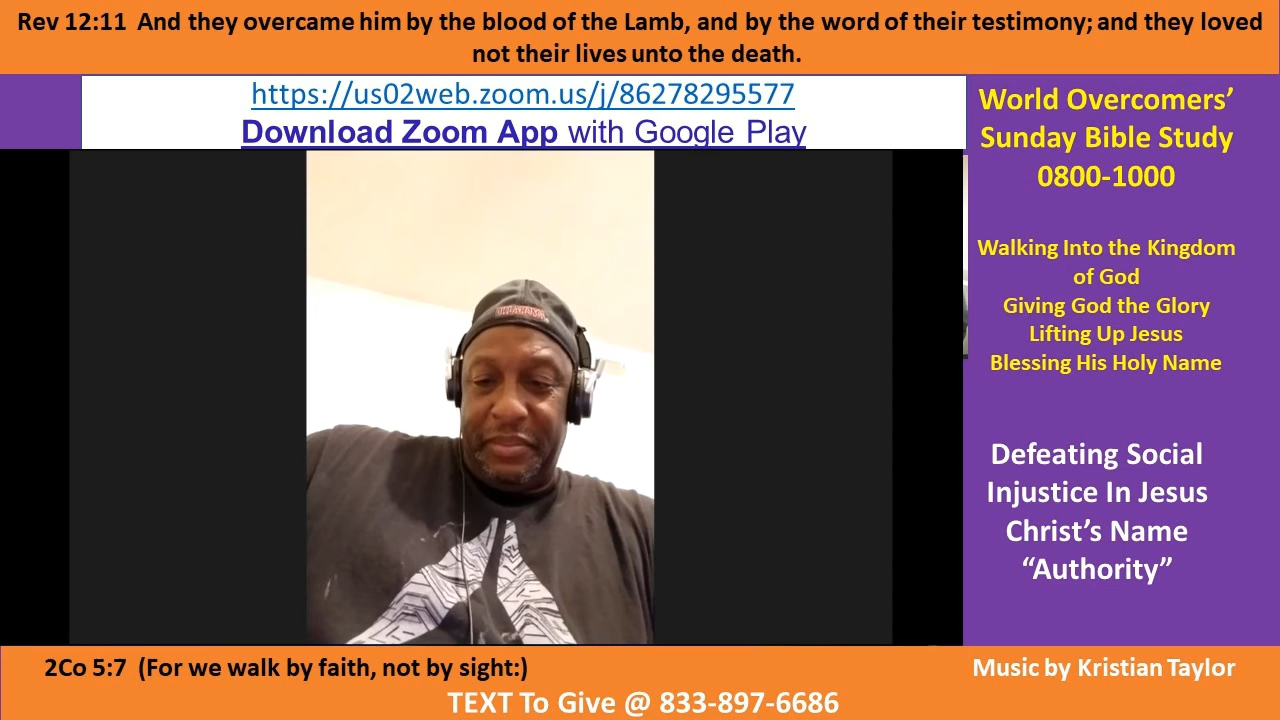 Rev 12:11  And they overcame him by the blood of the Lamb, and by the word of their testimony; and they loved
not their lives unto the death.
https://us02web.zoom.us/j/86278295577
Download Zoom App with Google Play
World Overcomers’
Sunday Bible Study
0800-1000
Walking Into the Kingdom
of God
Giving God the Glory
Lifting Up Jesus
Blessing His Holy Name
Defeating Social
Injustice In Jesus
Christ’s Name
“Authority”
OKLAHOMA
2Co 5:7  (For we walk by faith, not by sight:)
Music by Kristian Taylor
TEXT To Give @ 833-897-6686